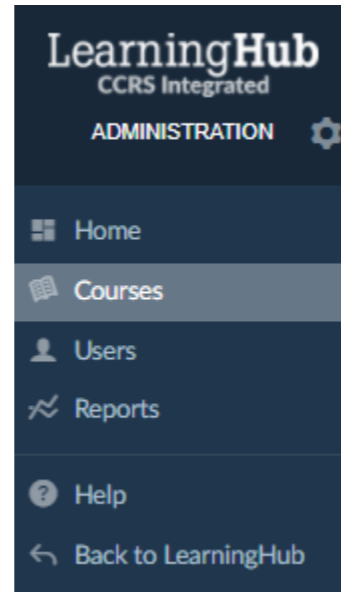 LearningHub
CCRS Integrated
ADMINISTRATION
Home
Courses
Users
Reports
Help
Back to LearningHub